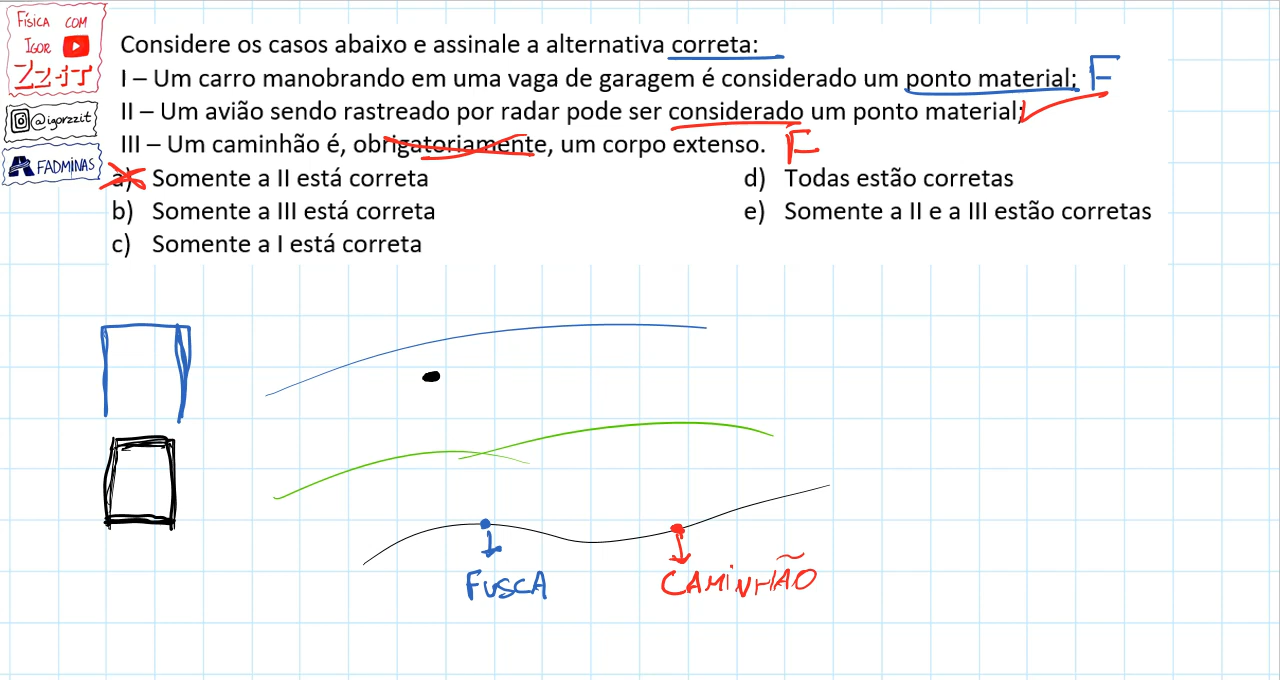 FÍSICA COM
IGOR
ZZIT
@igorzzit
FADMINAS
Considere os casos abaixo e assinale a alternativa correta:
I – Um carro manobrando em uma vaga de garagem é considerado um ponto material; F
II – Um avião sendo rastreado por radar pode ser considerado um ponto material;
III – Um caminhão é, obrigatoriamente, um corpo extenso. F
a) Somente a II está correta
d) Todas estão corretas
b) Somente a III está correta
e) Somente a II e a III estão corretas
c) Somente a I está correta
FUSCA
CAMINHÃO